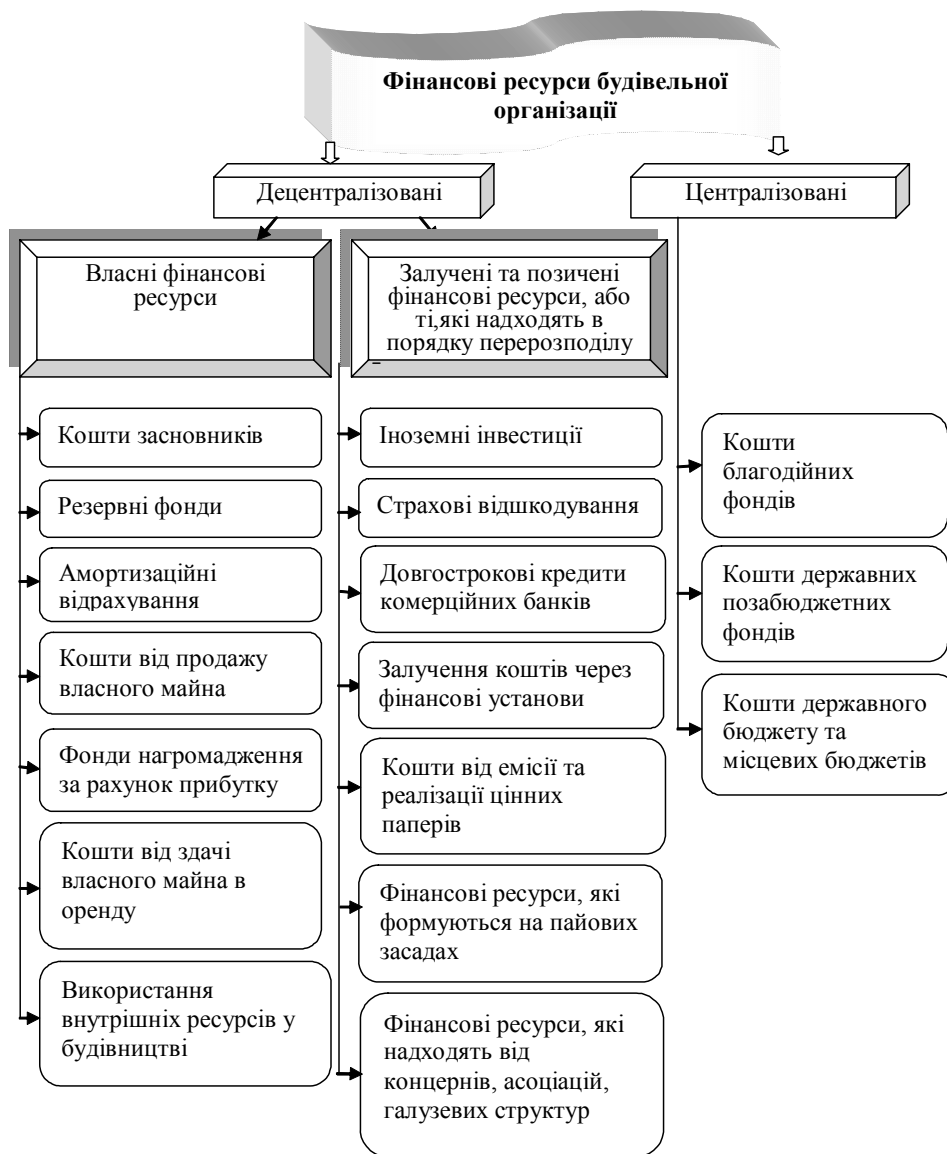 Фінансові ресурси будівельної
організації
Децентралізовані
Централізовані
Власні фінансові
ресурси
Залучені та позичені
фінансові ресурси, або
ті,які надходять в
порядку перерозподілу
Кошти засновників
Резервні фонди
Амортизаційні
відрахування
Кошти від продажу
власного майна
Фонди нагромадження
за рахунок прибутку
Кошти від здачі
власного майна в
оренду
Використання
внутрішніх ресурсів у
будівництві
Іноземні інвестиції
Страхові відшкодування
Довгострокові кредити
комерційних банків
Залучення коштів через
фінансові установи
Кошти від емісії та
реалізації цінних
паперів
Фінансові ресурси, які
формуються на пайових
засадах
Фінансові ресурси, які
надходять від
концернів, асоціацій,
галузевих структур
Кошти
благодійних
фондів
Кошти державних
позабюджетних
фондів
Кошти державного
бюджету та
місцевих бюджетів